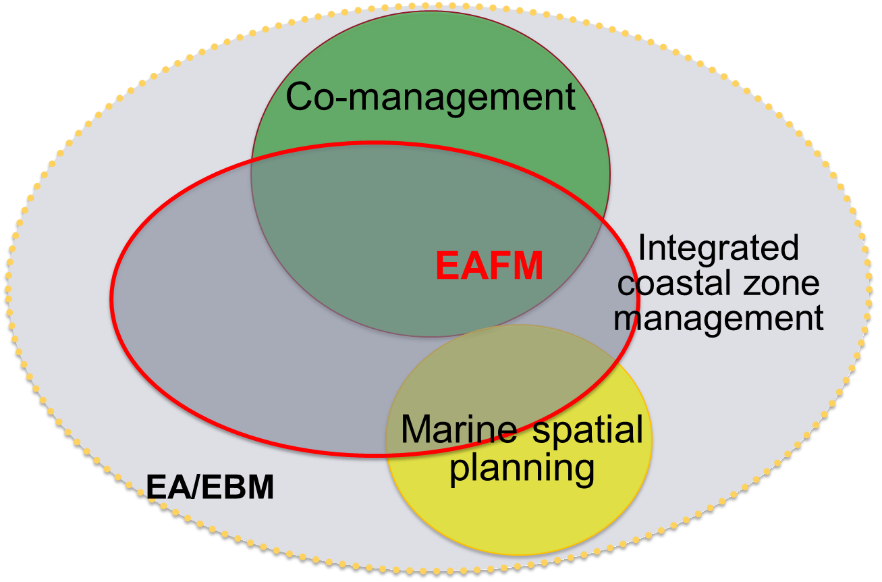 Co-management
EAFM
Integrated
coastal zone
management
Marine spatial
planning
EA/EBM